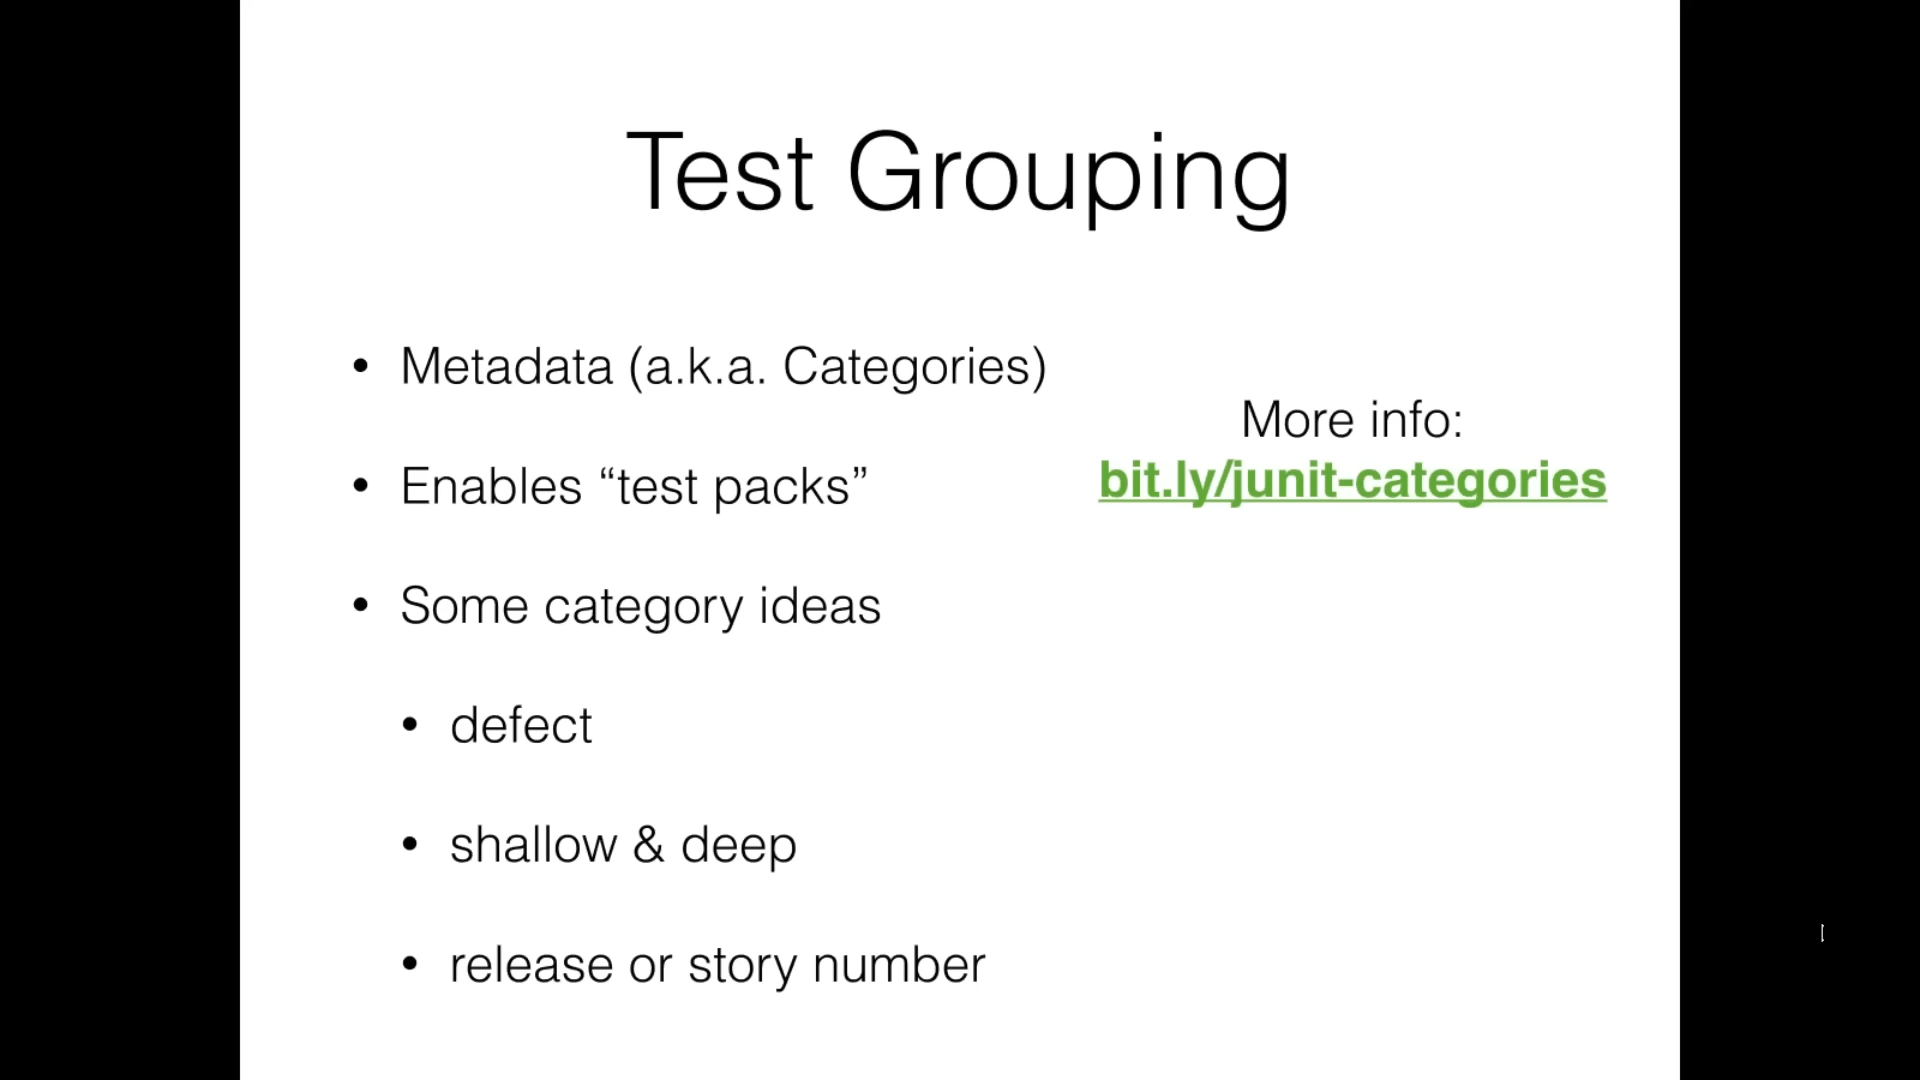 Test Grouping
• Metadata (a.k.a. Categories)
• Enables “test packs”
• Some category ideas
• defect
• shallow & deep
• release or story number
More info:
bit.ly/junit-categories